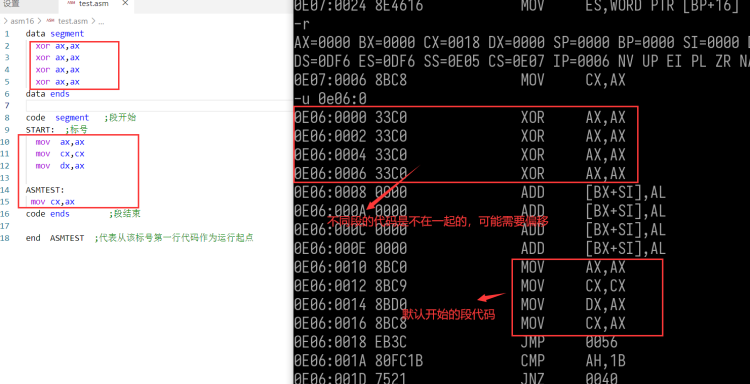 设置
test.asm
asm16 > test.asm > ...
1 data segment
2 xor ax,ax
3 xor ax,ax
4 xor ax,ax
5 xor ax,ax
6 data ends
7
8 code segment ;段开始
9 START: ;标号
10 mov ax,ax
11 mov cx,cx
12 mov dx,ax
13
14 ASMTEST:
15 mov cx,ax
16 code ends ;段结束
17
18 end ASMTEST ;代表从该标号第一行代码作为运行起点
0E07:0024 8E4616 MOV ES,WORD PTR [BP+16]
-r
AX=0000 BX=0000 CX=0018 DX=0000 SP=0000 BP=0000 SI=0000
DS=0DF6 ES=0DF6 SS=0E05 CS=0E07 IP=0006 NV UP EI PL ZR
0E07:0006 8BC8 MOV CX,AX
-u 0e06:0
0E06:0000 33C0 XOR AX,AX
0E06:0002 33C0 XOR AX,AX
0E06:0004 33C0 XOR AX,AX
0E06:0006 33C0 XOR AX,AX
0E06:0008 0000 ADD [BX+SI],AL
0E06:000A 0000 ADD [BX+SI],AL
不同段的代码是不在一起的，可能需要偏移
0E06:000C 0000 ADD [BX+SI],AL
0E06:000E 0000 ADD [BX+SI],AL
0E06:0010 8BC0 MOV AX,AX
0E06:0012 8BC9 MOV CX,CX
0E06:0014 8BD0 MOV DX,AX
默认开始的段代码
0E06:0016 8BC8 MOV CX,AX
0E06:0018 EB3C JMP 0056
0E06:001A 80FC1B CMP AH,1B
0E06:001D 7521 JNZ 0040